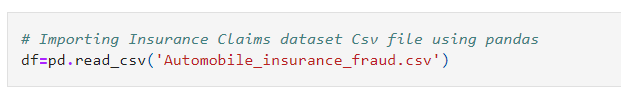 # Importing Insurance Claims dataset Csv file using pandas
df=pd.read_csv('Automobile_insurance_fraud.csv')